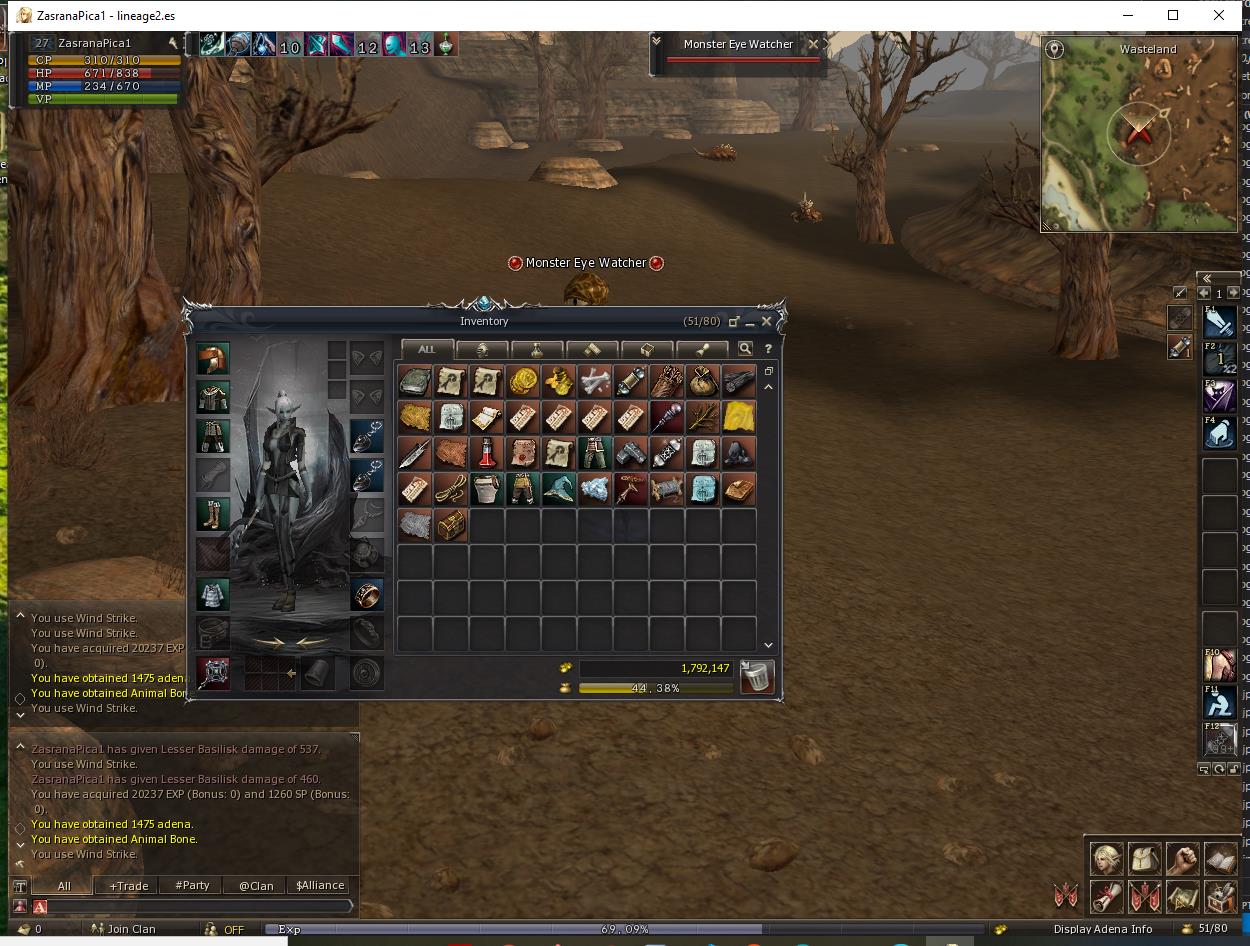 ZasranaPica1 - lineage2.es
27 ZasranaPica1
CP 310/310
HP 671/838
MP 234/670
VP
10
12
13
Monster Eye Watcher
Wasteland
Monster Eye Watcher
Inventory (51/80)
ALL
?
1,792,147
44.38%
1
F1
F2
1
x2
F3
F4
F10
F11
F12
99+
1
You use Wind Strike.
You use Wind Strike.
You have acquired 20237 EXP
0).
You have obtained 1475 adena
You have obtained Animal Bone
You use Wind Strike.
ZasranaPica1 has given Lesser Basilisk damage of 537.
You use Wind Strike.
ZasranaPica1 has given Lesser Basilisk damage of 460.
You have acquired 20237 EXP (Bonus: 0) and 1260 SP (Bonus:
0).
You have obtained 1475 adena.
You have obtained Animal Bone.
You use Wind Strike.
All +Trade #Party @Clan $Alliance
A
0 Join Clan OFF Exp 69.09% Display Adena Info 51/80